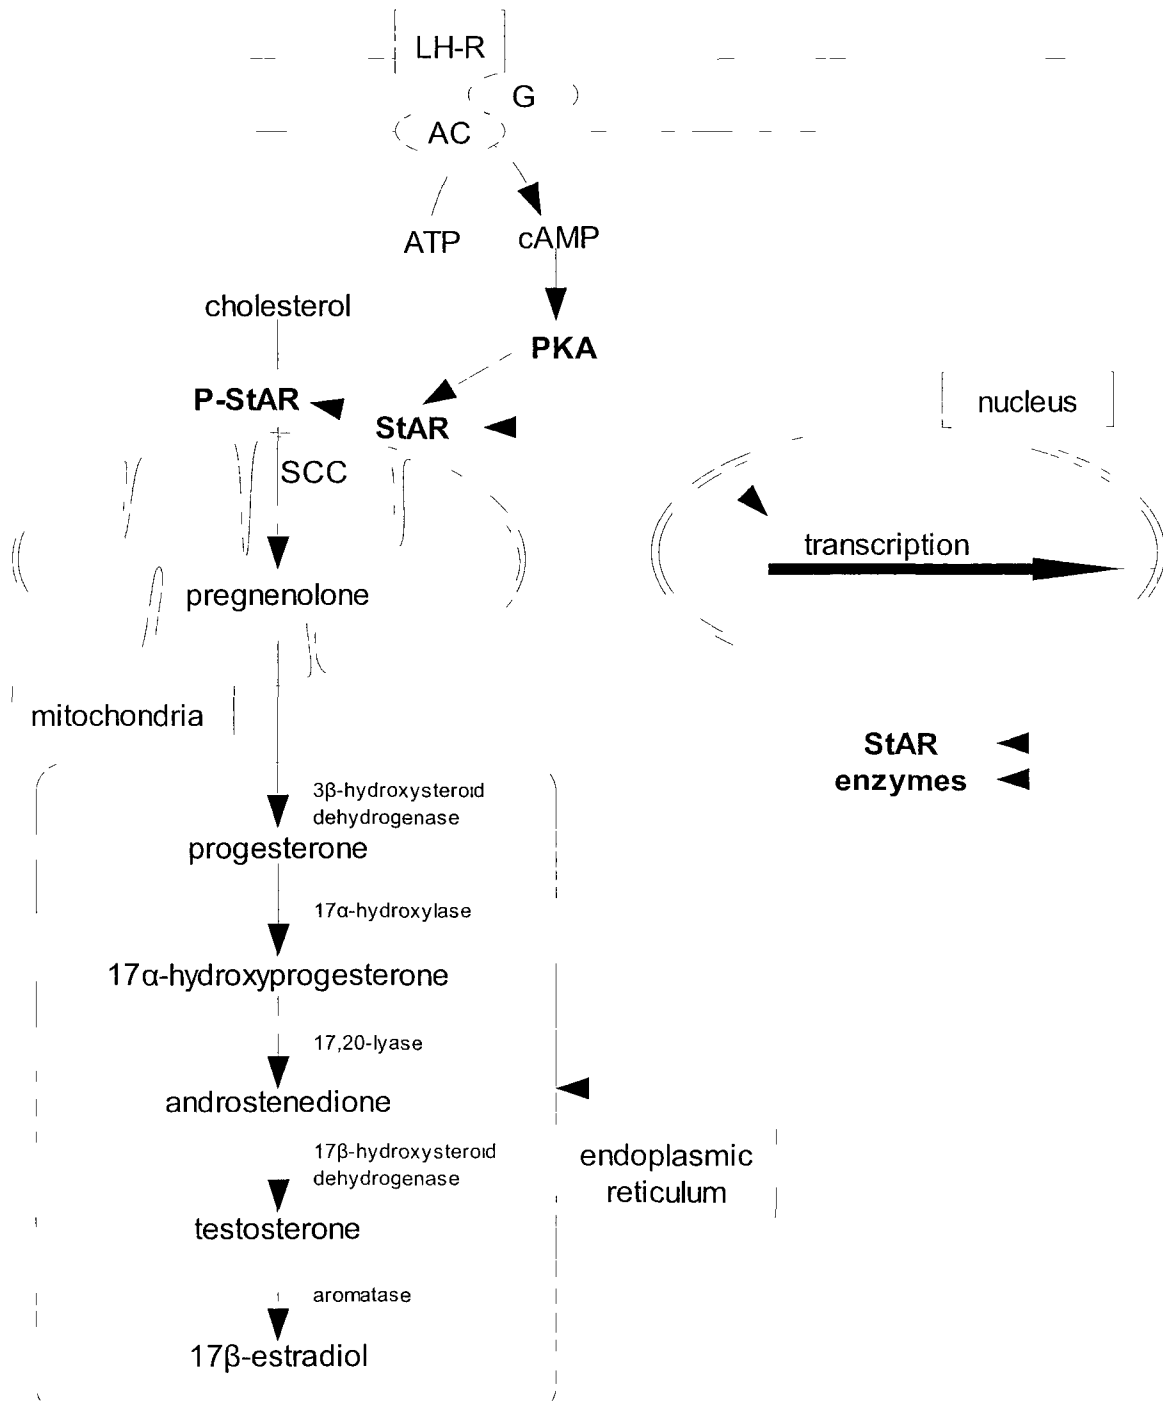 LH-R
G
AC
ATP
cAMP
cholesterol
PKA
P-StAR
StAR
nucleus
SCC
transcription
pregnenolone
mitochondria
StAR
enzymes
3β-hydroxysteroid
dehydrogenase
progesterone
17α-hydroxylase
17α-hydroxyprogesterone
17,20-lyase
androstenedione
17β-hydroxysteroid
dehydrogenase
endoplasmic
reticulum
testosterone
aromatase
17β-estradiol